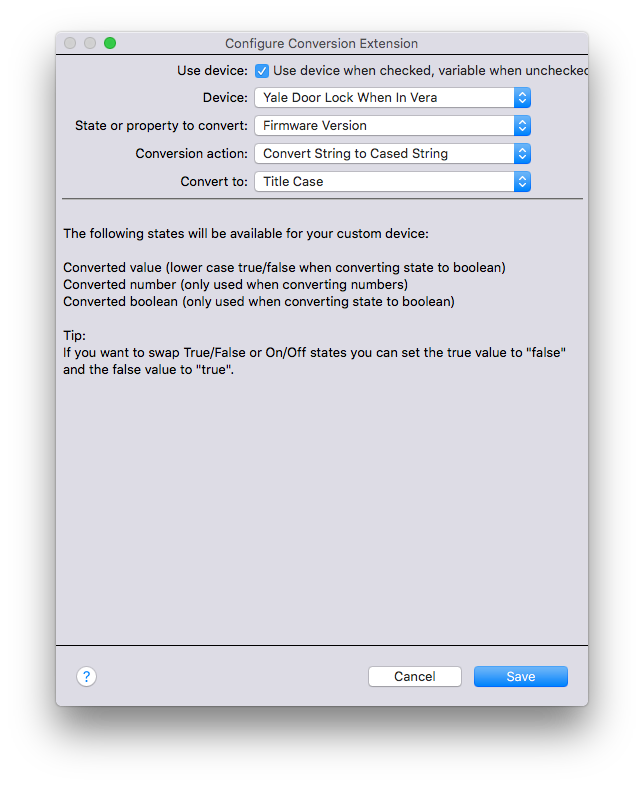 Configure Conversion Extension
Use device: Use device when checked, variable when unchecked
Device: Yale Door Lock When In Vera
State or property to convert: Firmware Version
Conversion action: Convert String to Cased String
Convert to: Title Case
The following states will be available for your custom device:
Converted value (lower case true/false when converting state to boolean)
Converted number (only used when converting numbers)
Converted boolean (only used when converting state to boolean)
Tip:
If you want to swap True/False or On/Off states you can set the true value to "false"
and the false value to "true".
? Cancel Save